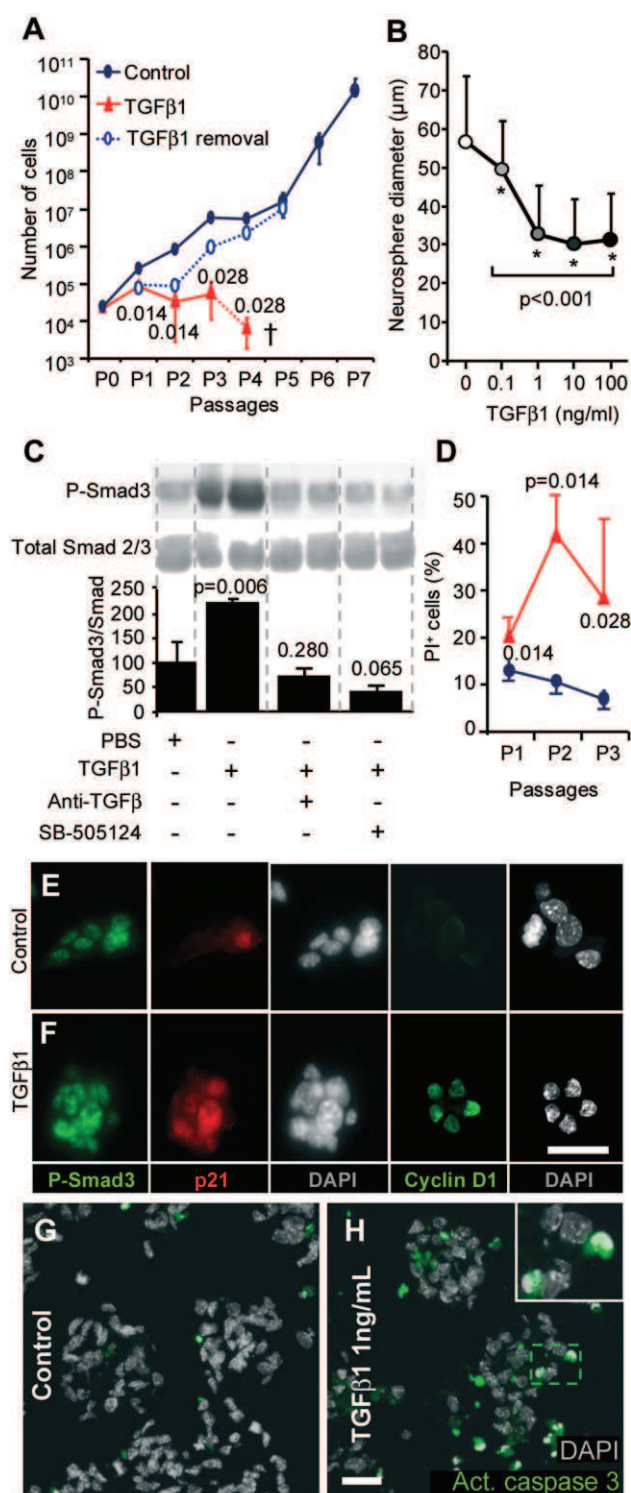 A
Number of cells
10¹¹
10¹⁰
10⁹
10⁸
10⁷
10⁶
10⁵
10⁴
10³
Control
TGFβ1
TGFβ1 removal
0.014
0.014
0.028
0.028
†
P0 P1 P2 P3 P4 P5 P6 P7
Passages
B
Neurosphere diameter (µm)
80
70
60
50
40
30
20
10
0
* * * *
p<0.001
0 0.1 1 10 100
TGFβ1 (ng/ml)
C
P-Smad3
Total Smad 2/3
P-Smad3/Smad
250
200
150
100
50
0
p=0.006
0.280
0.065
PBS + - - -
TGFβ1 - + + +
Anti-TGFβ - - + -
SB-505124 - - - +
D
PI⁺ cells (%)
50
40
30
20
10
0
p=0.014
0.014
0.028
P1 P2 P3
Passages
E
Control
F
TGFβ1
P-Smad3 p21 DAPI Cyclin D1 DAPI
G
Control
H
TGFβ1 1ng/mL
DAPI
Act. caspase 3